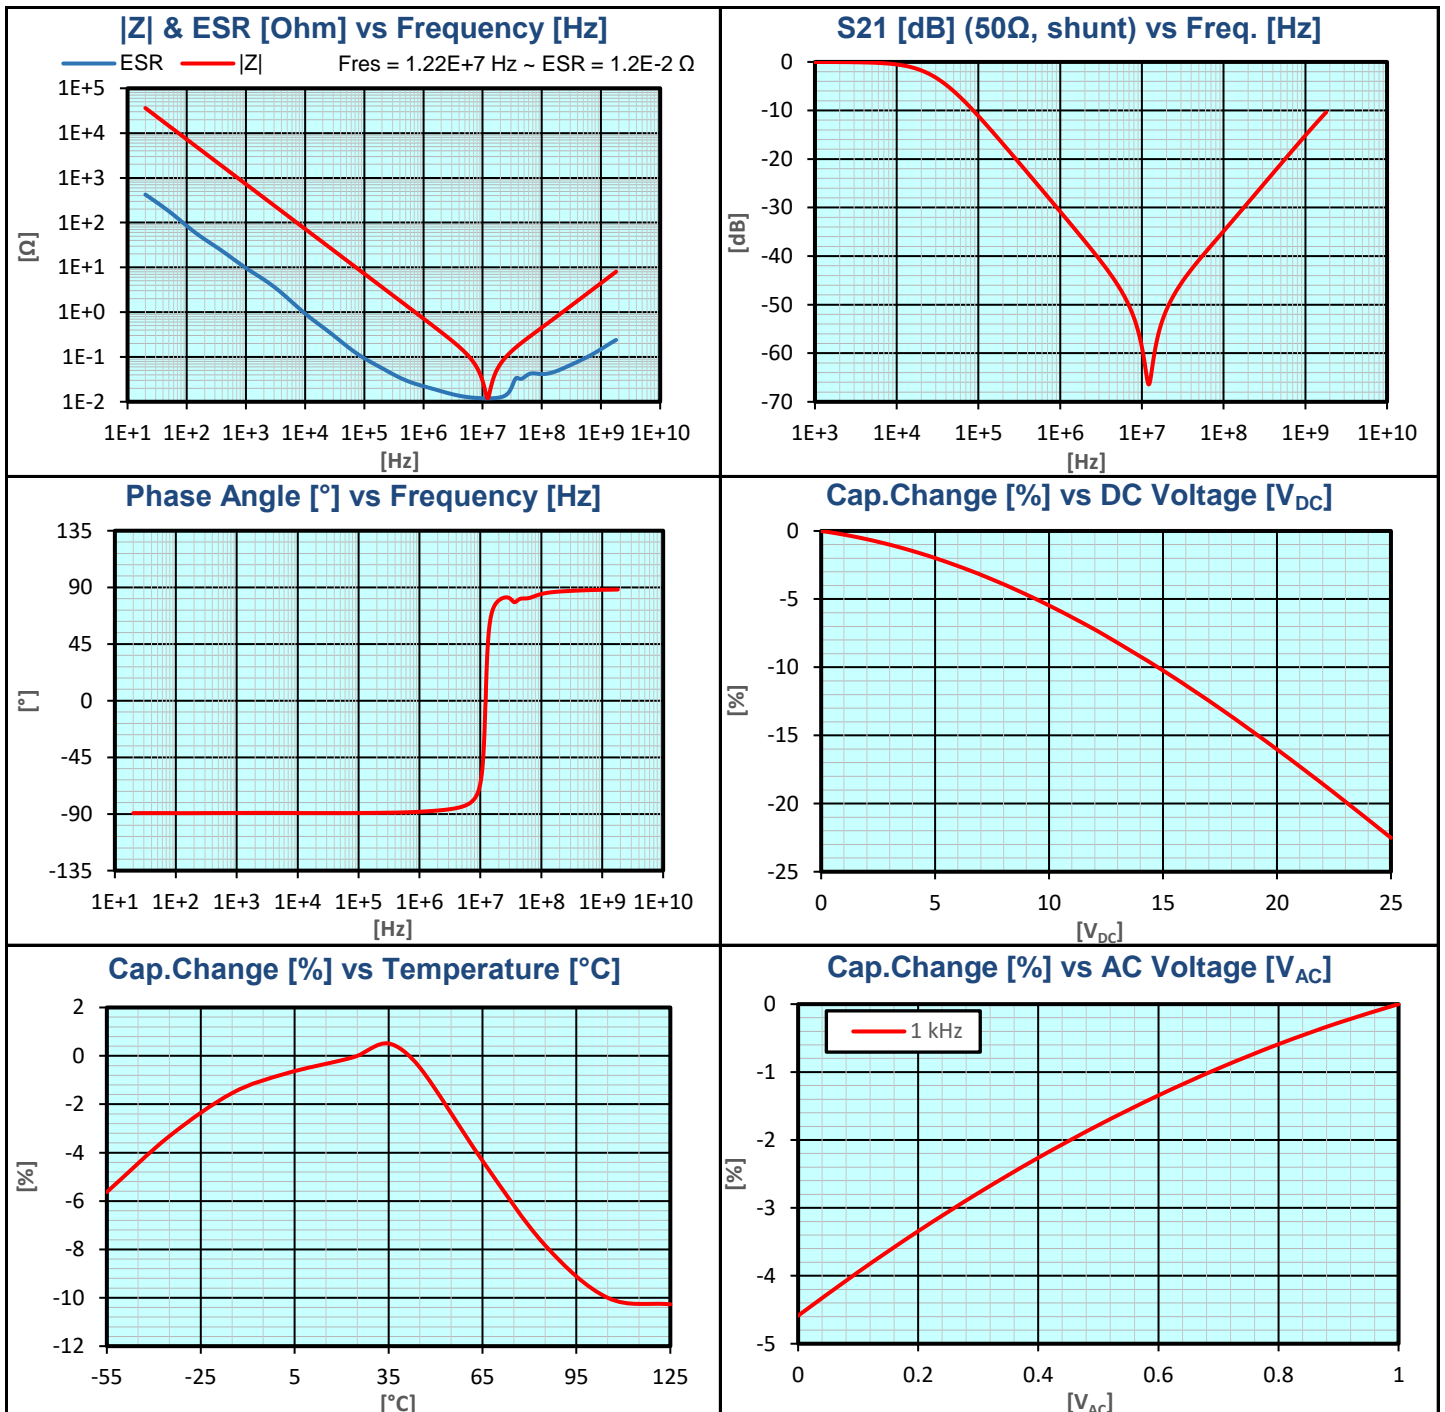 |Z| & ESR [Ohm] vs Frequency [Hz]
ESR
|Z|
Fres = 1.22E+7 Hz ~ ESR = 1.2E-2 Ω
1E+5
1E+4
1E+3
1E+2
1E+1
1E+0
1E-1
1E-2
[Ω]
1E+1 1E+2 1E+3 1E+4 1E+5 1E+6 1E+7 1E+8 1E+9 1E+10
[Hz]
S21 [dB] (50Ω, shunt) vs Freq. [Hz]
0
-10
-20
-30
-40
-50
-60
-70
[dB]
1E+3 1E+4 1E+5 1E+6 1E+7 1E+8 1E+9 1E+10
[Hz]
Phase Angle [°] vs Frequency [Hz]
135
90
45
0
-45
-90
-135
[°]
1E+1 1E+2 1E+3 1E+4 1E+5 1E+6 1E+7 1E+8 1E+9 1E+10
[Hz]
Cap.Change [%] vs DC Voltage [VDC]
0
-5
-10
-15
-20
-25
[%]
0 5 10 15 20 25
[VDC]
Cap.Change [%] vs Temperature [°C]
2
0
-2
-4
-6
-8
-10
-12
[%]
-55 -25 5 35 65 95 125
[°C]
Cap.Change [%] vs AC Voltage [VAC]
1 kHz
0
-1
-2
-3
-4
-5
[%]
0 0.2 0.4 0.6 0.8 1
[VAC]